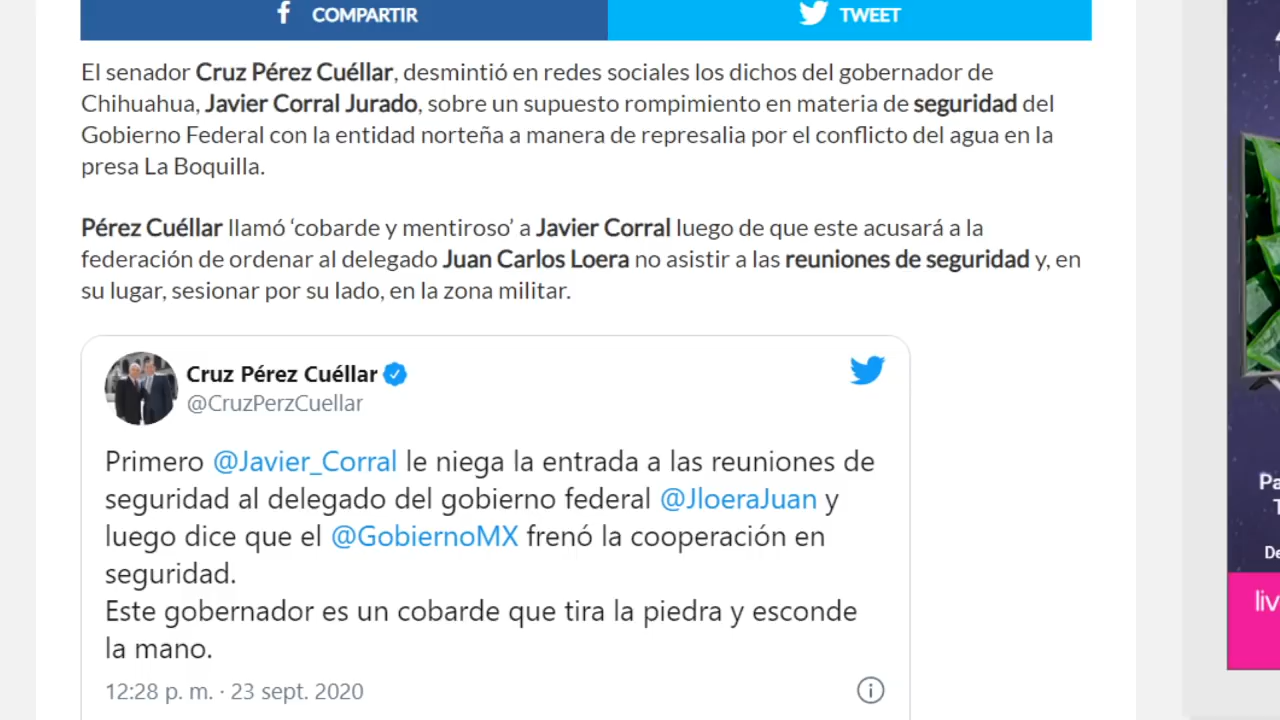 COMPARTIR
TWEET
El senador Cruz Pérez Cuéllar, desmintió en redes sociales los dichos del gobernador de
Chihuahua, Javier Corral Jurado, sobre un supuesto rompimiento en materia de seguridad del
Gobierno Federal con la entidad norteña a manera de represalia por el conflicto del agua en la
presa La Boquilla.
Pérez Cuéllar llamó ‘cobarde y mentiroso’ a Javier Corral luego de que este acusará a la
federación de ordenar al delegado Juan Carlos Loera no asistir a las reuniones de seguridad y, en
su lugar, sesionar por su lado, en la zona militar.
Cruz Pérez Cuéllar
@CruzPerzCuellar
Primero @Javier_Corral le niega la entrada a las reuniones de
seguridad al delegado del gobierno federal @JloeraJuan y
luego dice que el @GobiernoMX frenó la cooperación en
seguridad.
Este gobernador es un cobarde que tira la piedra y esconde
la mano.
12:28 p. m. · 23 sept. 2020